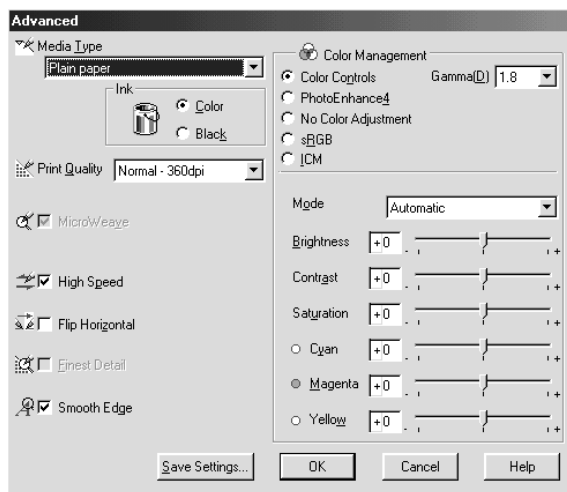 Advanced
Media Type
Plain paper
Ink
Color
Black
Print Quality Normal - 360dpi
MicroWeave
High Speed
Flip Horizontal
Finest Detail
Smooth Edge
Color Management
Color Controls Gamma(D) 1.8
PhotoEnhance4
No Color Adjustment
sRGB
ICM
Mode Automatic
Brightness +0 - +
Contrast +0 - +
Saturation +0 - +
Cyan +0 - +
Magenta +0 - +
Yellow +0 - +
Save Settings... OK Cancel Help